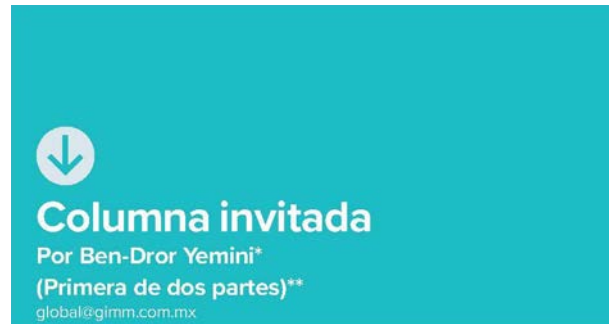 Columna invitada
Por Ben-Dror Yemini*
(Primera de dos partes)**
global@gimm.com.mx